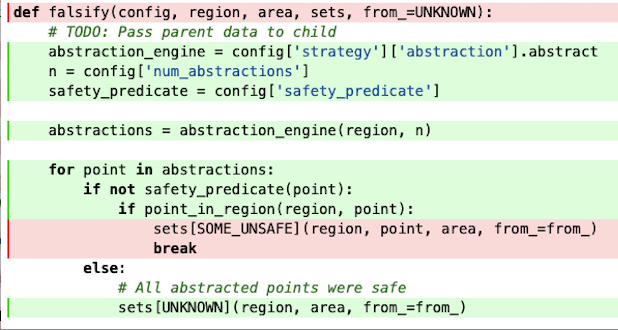 def falsify(config, region, area, sets, from_=UNKNOWN):
    # TODO: Pass parent data to child
    abstraction_engine = config['strategy']['abstraction'].abstract
    n = config['num_abstractions']
    safety_predicate = config['safety_predicate']
    abstractions = abstraction_engine(region, n)
    for point in abstractions:
        if not safety_predicate(point):
            if point_in_region(region, point):
                sets[SOME_UNSAFE](region, point, area, from_=from_)
                break
        else:
            # All abstracted points were safe
            sets[UNKNOWN](region, area, from_=from_)